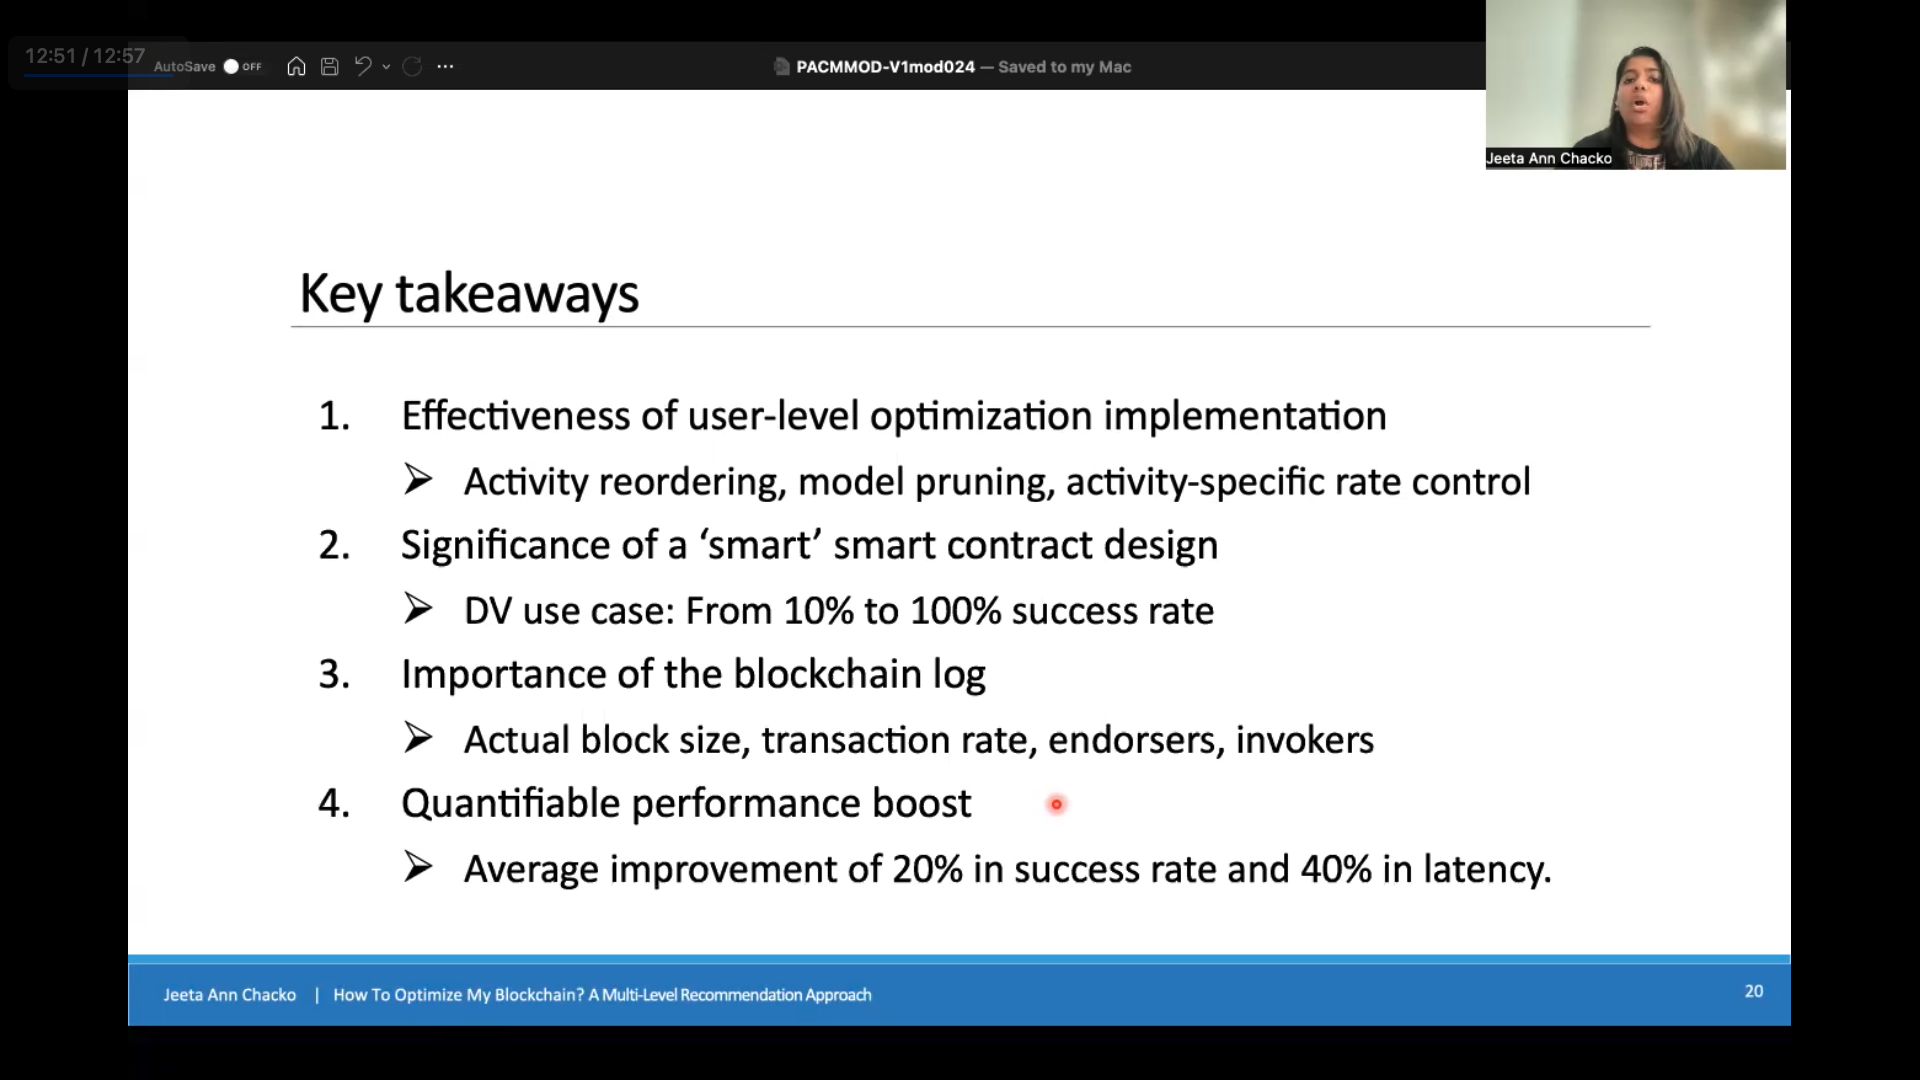 12:51 / 12:57
AutoSave OFF
PACMMOD-V1mod024 — Saved to my Mac
Jeeta Ann Chacko
Key takeaways
1. Effectiveness of user-level optimization implementation
➢ Activity reordering, model pruning, activity-specific rate control
2. Significance of a ‘smart’ smart contract design
➢ DV use case: From 10% to 100% success rate
3. Importance of the blockchain log
➢ Actual block size, transaction rate, endorsers, invokers
4. Quantifiable performance boost
➢ Average improvement of 20% in success rate and 40% in latency.
Jeeta Ann Chacko | How To Optimize My Blockchain? A Multi-Level Recommendation Approach
20